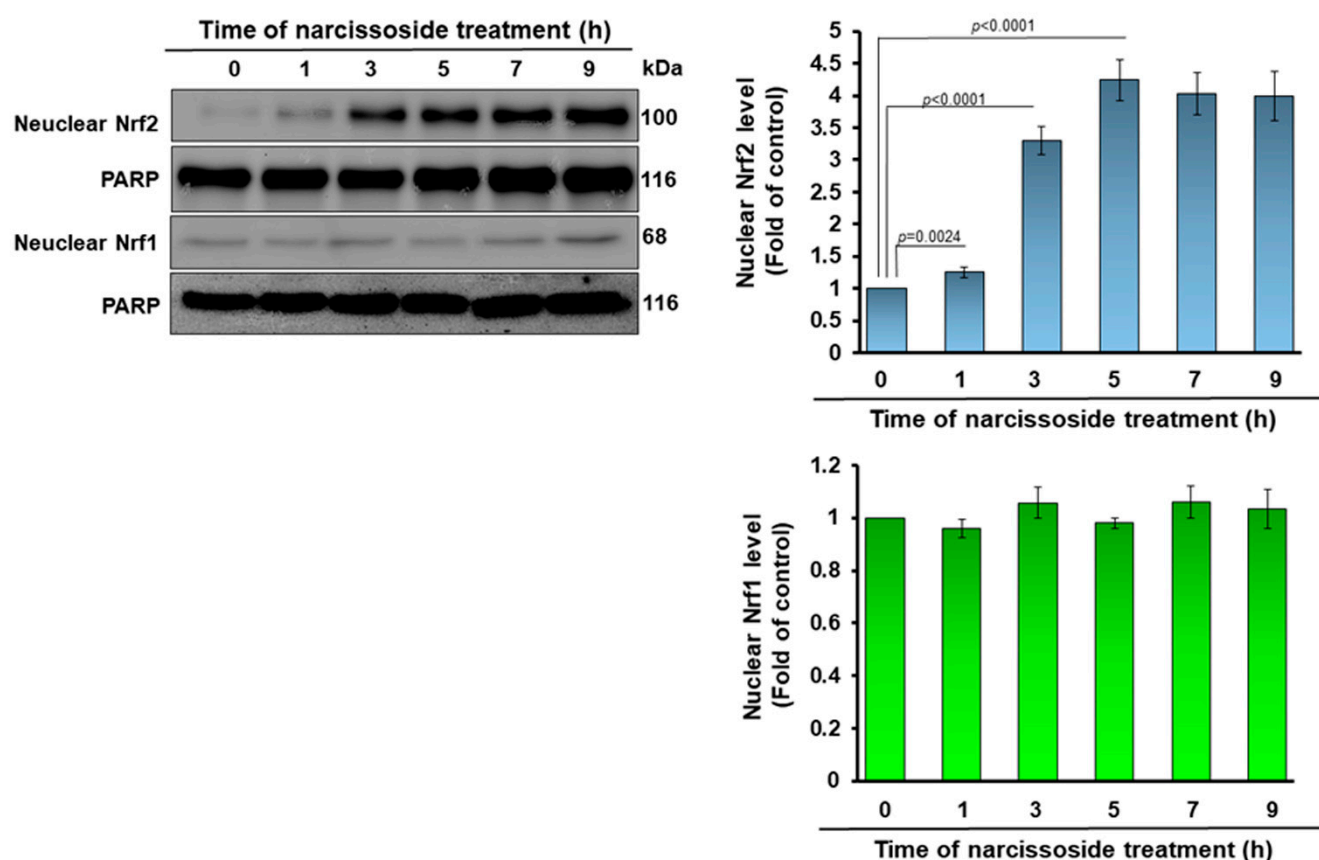 Time of narcissoside treatment (h)
0 1 3 5 7 9 kDa
Neuclear Nrf2 100
PARP 116
Neuclear Nrf1 68
PARP 116
Nuclear Nrf2 level
(Fold of control)
5
4.5
4
3.5
3
2.5
2
1.5
1
0.5
0
p<0.0001
p<0.0001
p=0.0024
0 1 3 5 7 9
Time of narcissoside treatment (h)
Nuclear Nrf1 level
(Fold of control)
1.2
1
0.8
0.6
0.4
0.2
0
0 1 3 5 7 9
Time of narcissoside treatment (h)